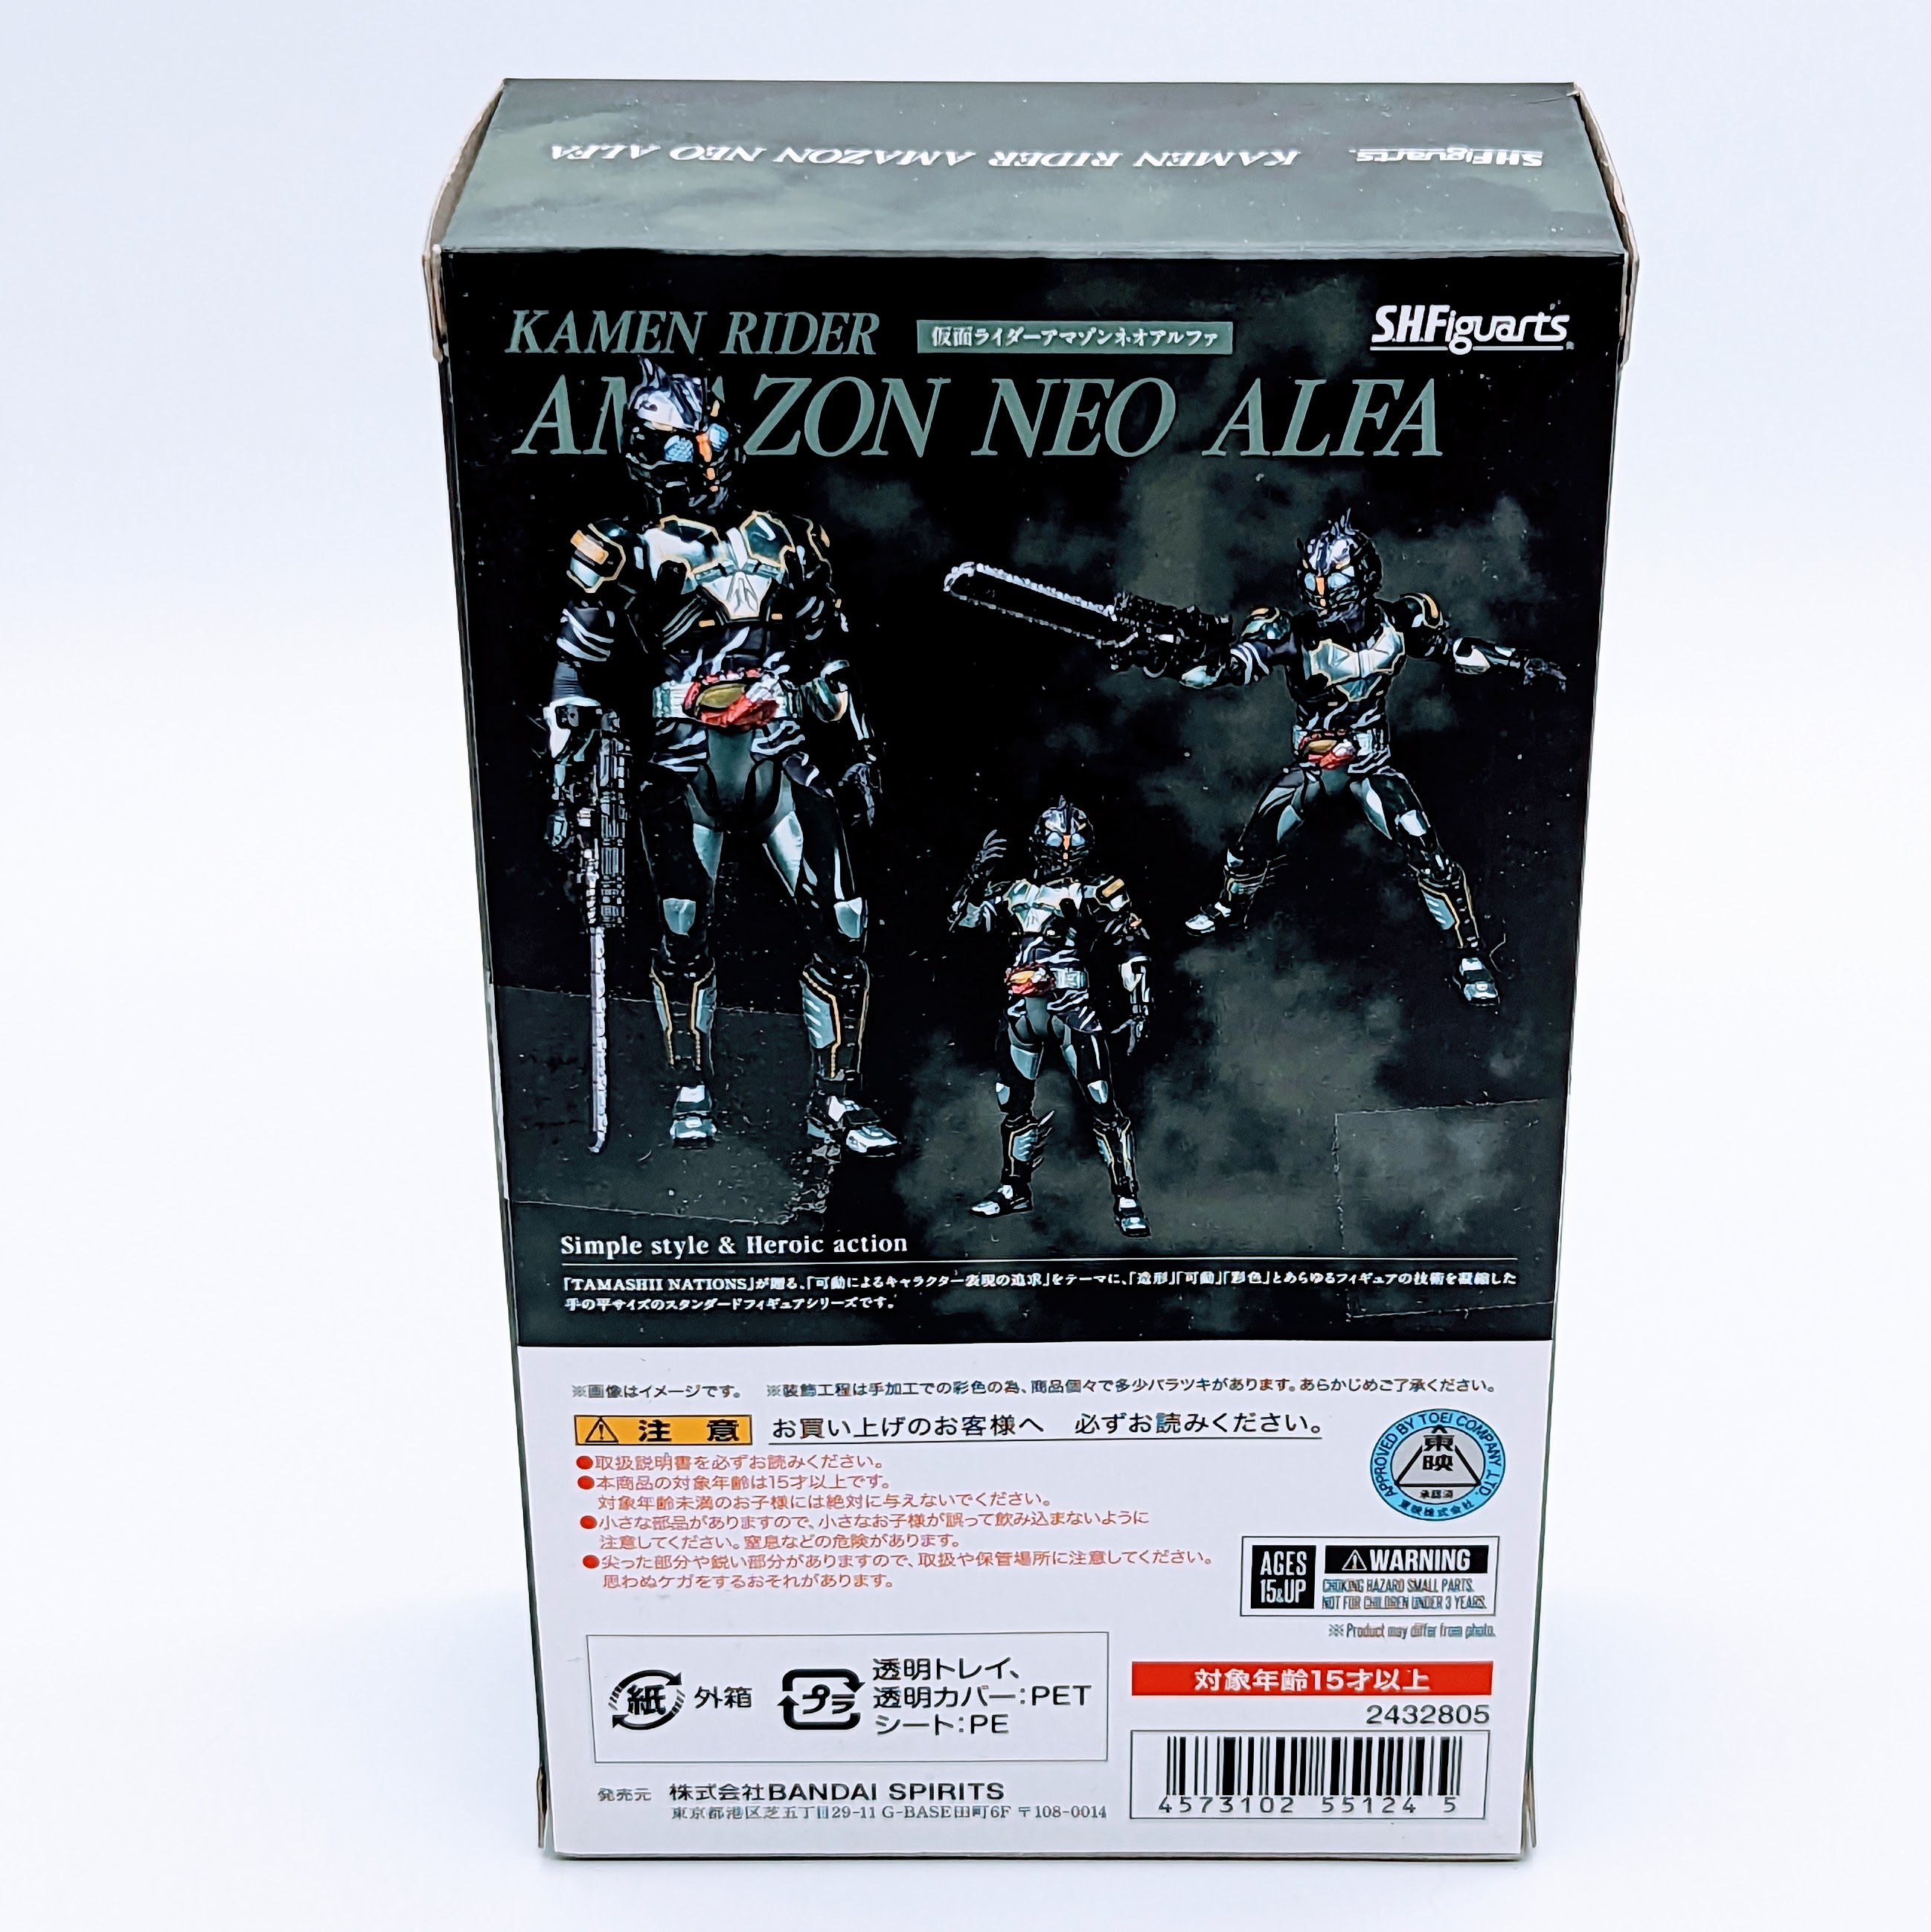 S.H.Figuarts
KAMEN RIDER AMAZON NEO ALFA
KAMEN RIDER
仮面ライダーアマゾンネオアルファ
S.H.Figuarts
AMAZON NEO ALFA
Simple style & Heroic action
「TAMASHII NATIONS」が贈る、「可動によるキャラクター表現の追求」をテーマに、「造形」「可動」「彩色」とあらゆるフィギュアの技術を凝縮した
手の平サイズのスタンダードフィギュアシリーズです。
※画像はイメージです。 ※装飾工程は手加工での彩色の為、商品個々で多少バラツキがあります。あらかじめご了承ください。
⚠注 意 お買い上げのお客様へ 必ずお読みください。
●取扱説明書を必ずお読みください。
●本商品の対象年齢は15才以上です。
対象年齢未満のお子様には絶対に与えないでください。
●小さな部品がありますので、小さなお子様が誤って飲み込まないように
注意してください。窒息などの危険があります。
●尖った部分や鋭い部分がありますので、取扱や保管場所に注意してください。
思わぬケガをするおそれがあります。
APPROVED BY TOEI COMPANY, LTD.
東映
承認済
東映株式会社
AGES
15&UP
⚠WARNING
CHOKING HAZARD SMALL PARTS.
NOT FOR CHILDREN UNDER 3 YEARS.
※Product may differ from photo.
紙 外箱
プラ
透明トレイ、
透明カバー:PET
シート:PE
対象年齢15才以上
2432805
4573102 55124 5
発売元 株式会社BANDAI SPIRITS
東京都港区芝五丁目29-11 G-BASE田町6F 〒108-0014